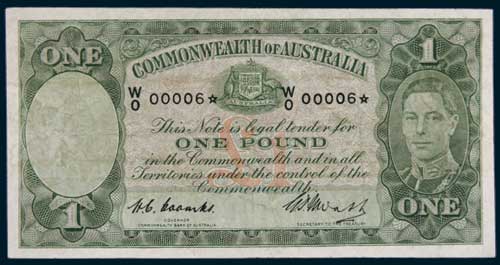 ONE
COMMONWEALTH OF AUSTRALIA
1
W/0 00006☆
W/0 00006☆
AUSTRALIA
This Note is legal tender for
ONE POUND
in the Commonwealth and in all
Territories under the control of the
Commonwealth.
GOVERNOR
COMMONWEALTH BANK OF AUSTRALIA
SECRETARY TO THE TREASURY
1
ONE